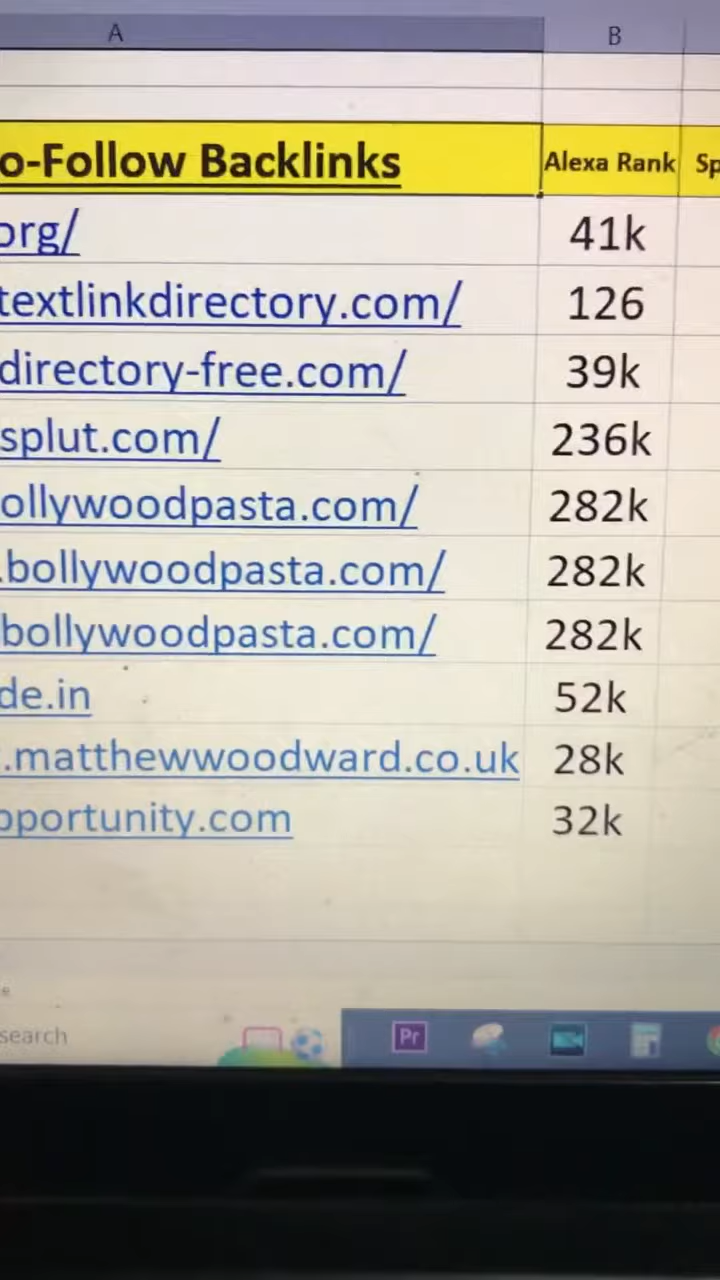 A B
o-Follow Backlinks Alexa Rank Sp
org/ 41k
textlinkdirectory.com/ 126
directory-free.com/ 39k
splut.com/ 236k
ollywoodpasta.com/ 282k
.bollywoodpasta.com/ 282k
bollywoodpasta.com/ 282k
de.in 52k
.matthewwoodward.co.uk 28k
pportunity.com 32k
e
search
Pr